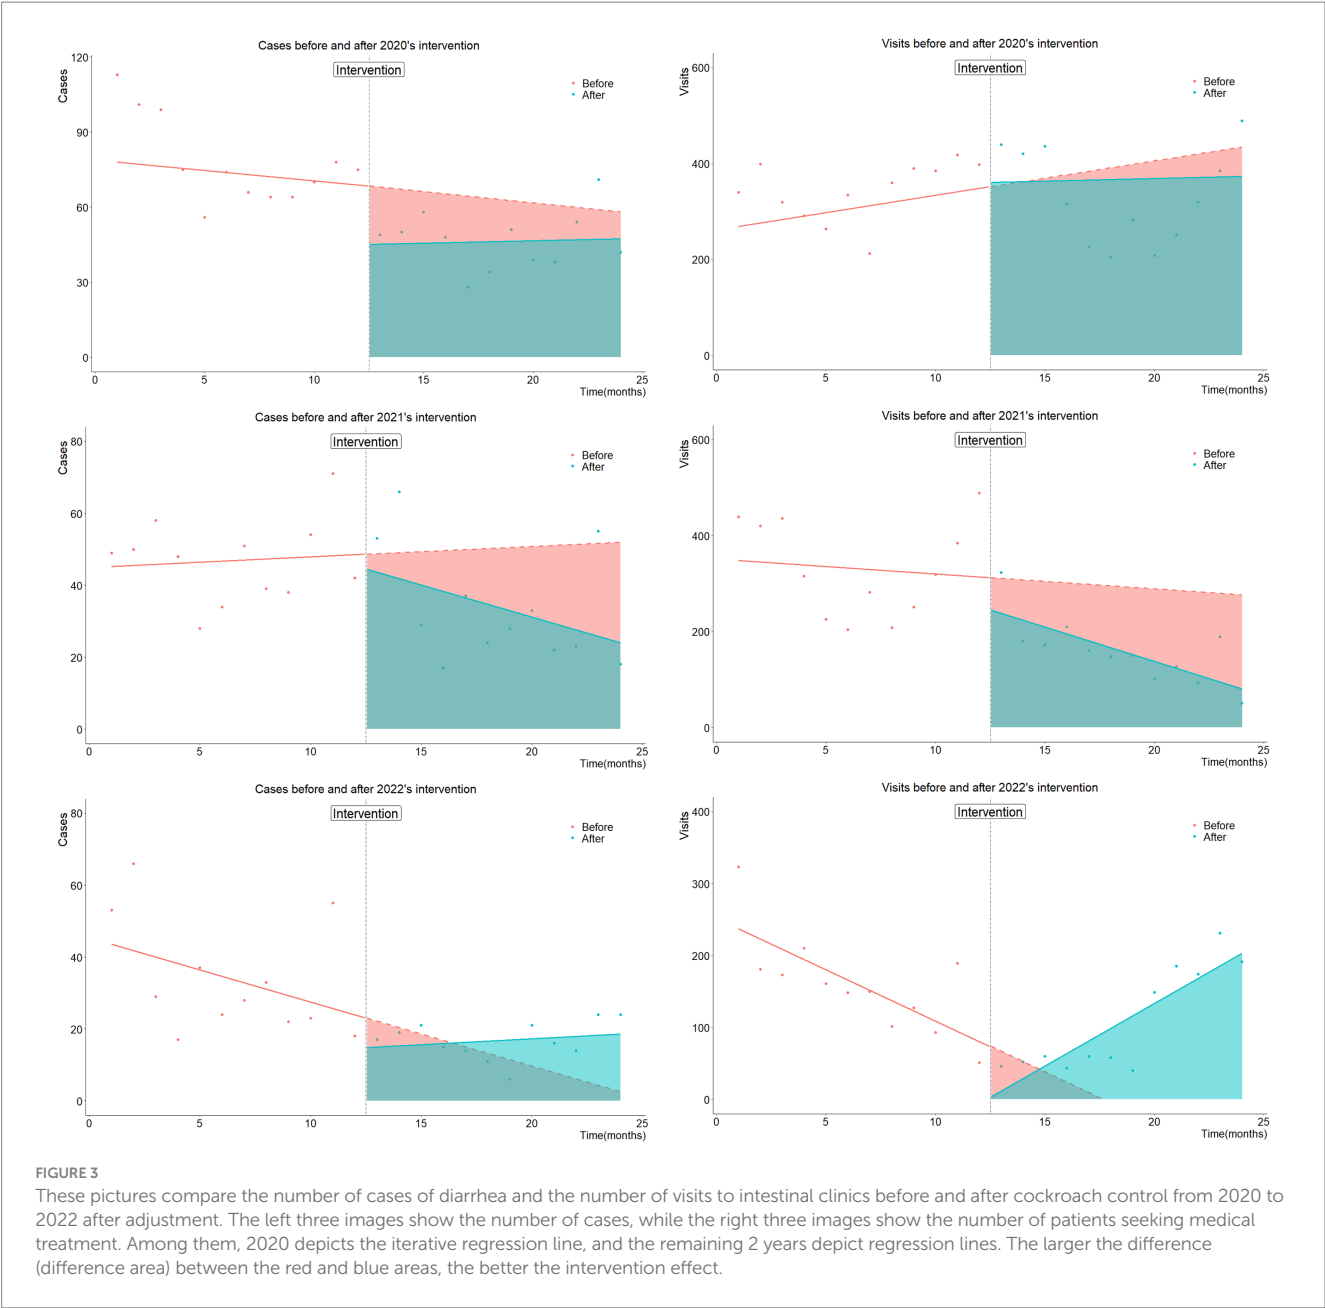 Cases before and after 2020's intervention
Cases
120
90
60
30
0
Intervention
Before
After
0 5 10 15 20 25
Time(months)
Visits before and after 2020's intervention
Visits
600
400
200
0
Intervention
Before
After
0 5 10 15 20 25
Time(months)
Cases before and after 2021's intervention
Cases
80
60
40
20
0
Intervention
Before
After
0 5 10 15 20 25
Time(months)
Visits before and after 2021's intervention
Visits
600
400
200
0
Intervention
Before
After
0 5 10 15 20 25
Time(months)
Cases before and after 2022's intervention
Cases
80
60
40
20
0
Intervention
Before
After
0 5 10 15 20 25
Time(months)
Visits before and after 2022's intervention
Visits
400
300
200
100
0
Intervention
Before
After
0 5 10 15 20 25
Time(months)
FIGURE 3
These pictures compare the number of cases of diarrhea and the number of visits to intestinal clinics before and after cockroach control from 2020 to
2022 after adjustment. The left three images show the number of cases, while the right three images show the number of patients seeking medical
treatment. Among them, 2020 depicts the iterative regression line, and the remaining 2 years depict regression lines. The larger the difference
(difference area) between the red and blue areas, the better the intervention effect.